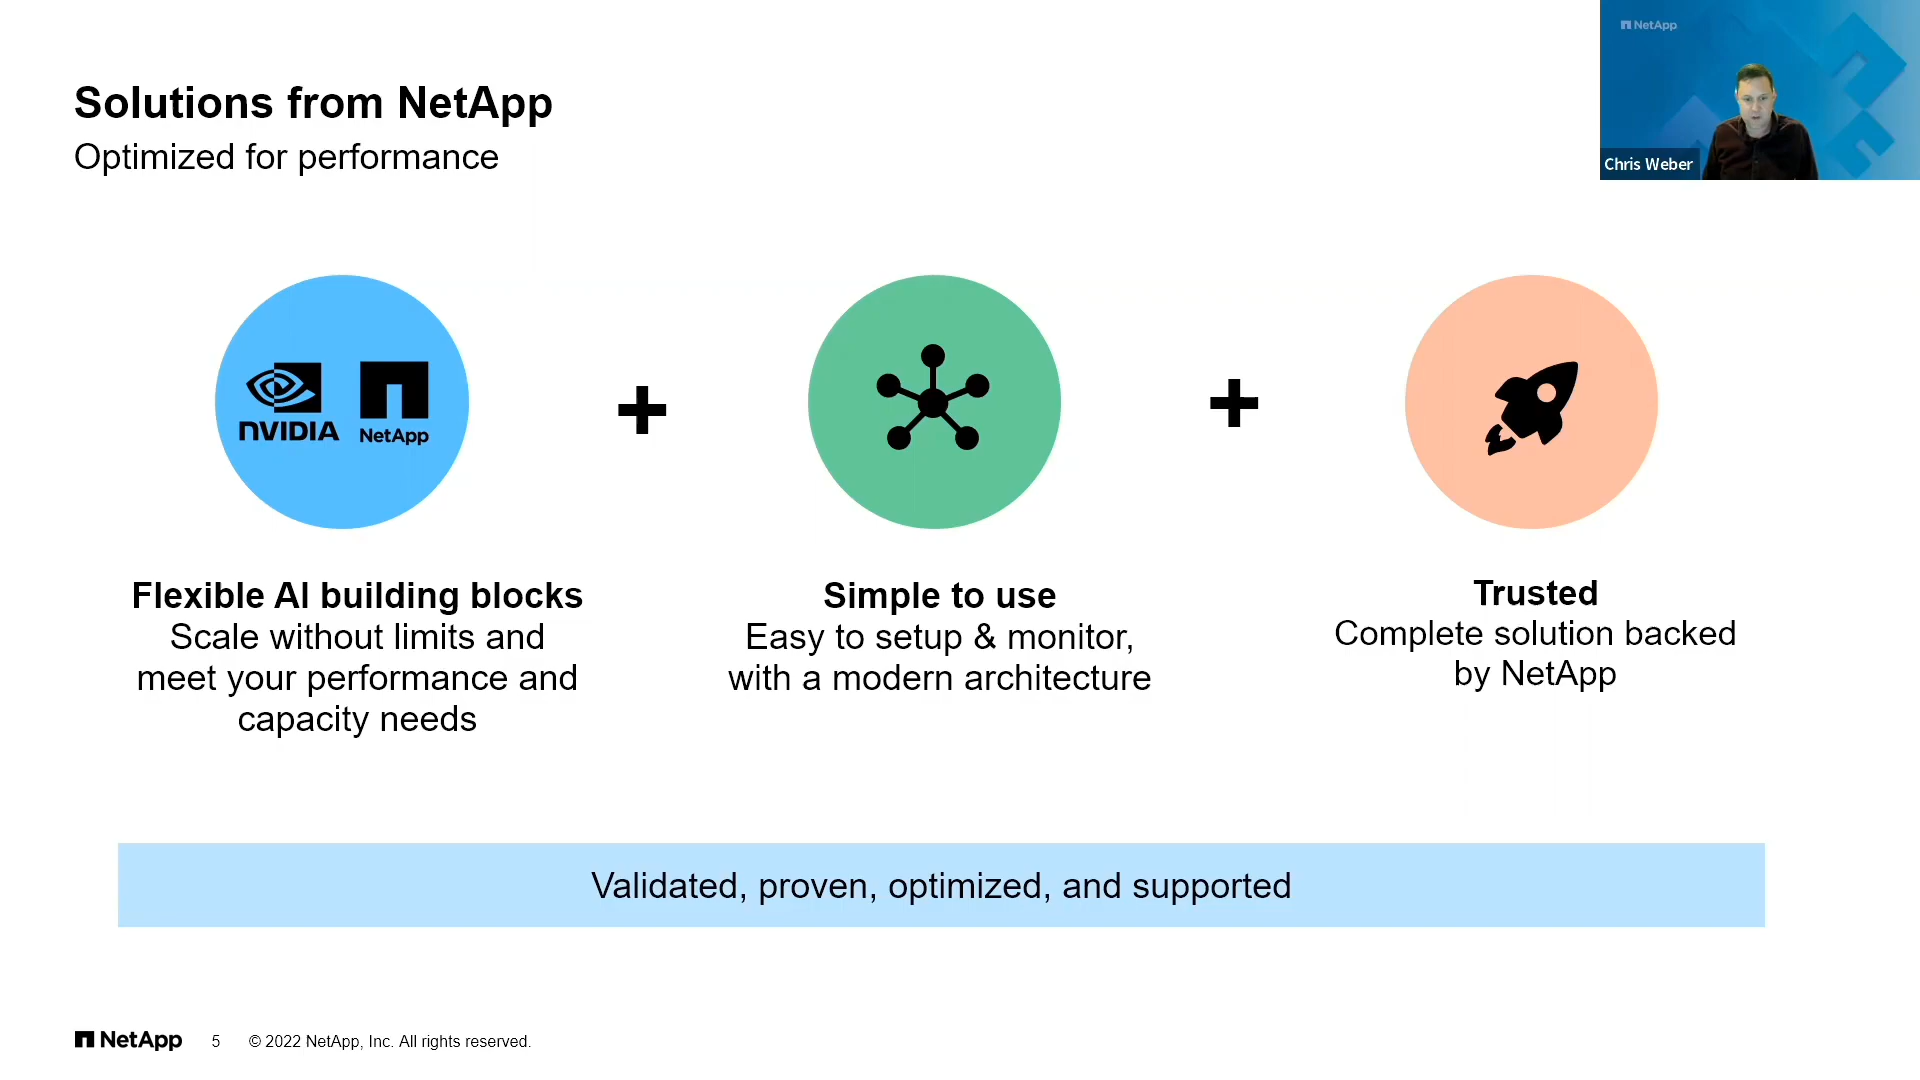 NetApp
Solutions from NetApp
Optimized for performance
Chris Weber
NVIDIA
NetApp
+
+
Flexible AI building blocks
Scale without limits and
meet your performance and
capacity needs
Simple to use
Easy to setup & monitor,
with a modern architecture
Trusted
Complete solution backed
by NetApp
Validated, proven, optimized, and supported
NetApp 5 © 2022 NetApp, Inc. All rights reserved.